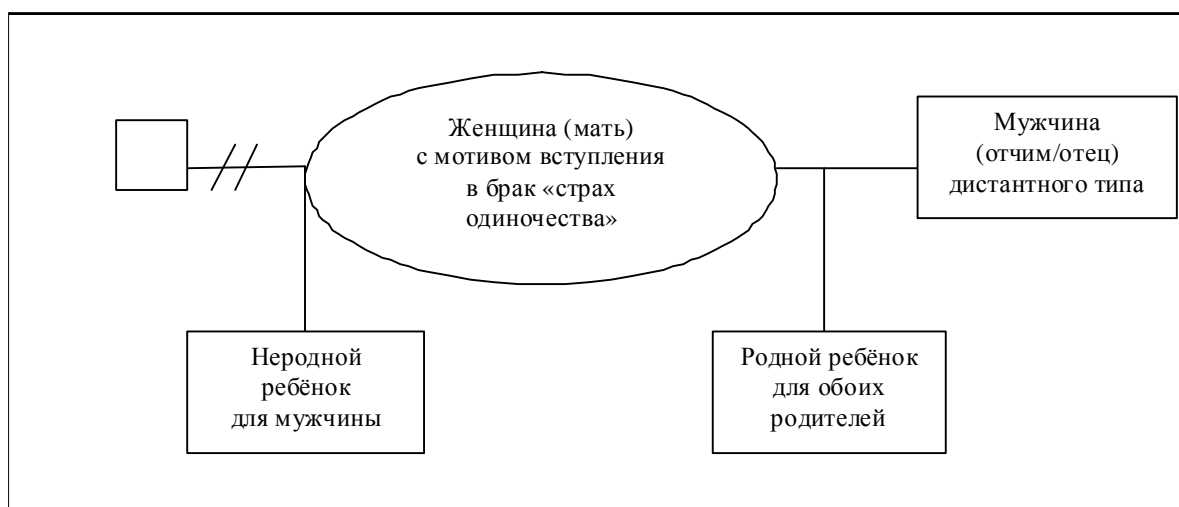 Женщина (мать)
с мотивом вступления
в брак «страх
одиночества»
Мужчина
(отчим/отец)
дистантного типа
Неродной
ребёнок
для мужчины
Родной ребёнок
для обоих
родителей